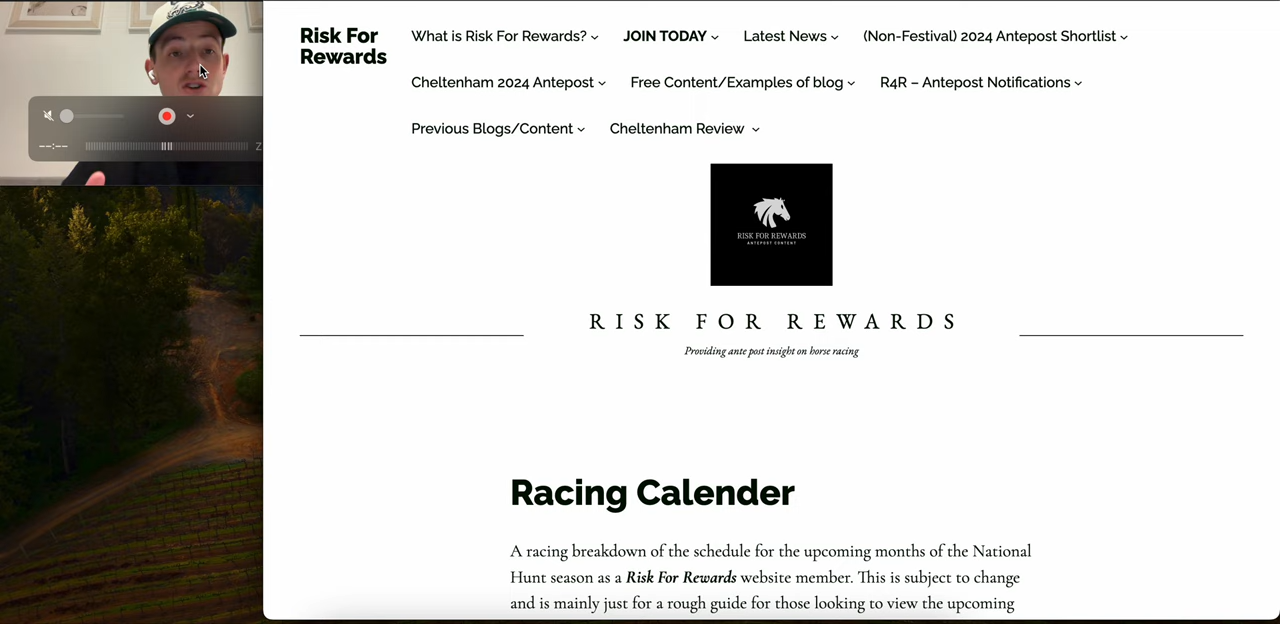 Risk For
Rewards
What is Risk For Rewards?
JOIN TODAY
Latest News
(Non-Festival) 2024 Antepost Shortlist
Cheltenham 2024 Antepost
Free Content/Examples of blog
R4R – Antepost Notifications
Previous Blogs/Content
Cheltenham Review
--:--
Z
RISK FOR REWARDS
ANTEPOST CONTENT
RISK FOR REWARDS
Providing ante post insight on horse racing
Racing Calender
A racing breakdown of the schedule for the upcoming months of the National
Hunt season as a Risk For Rewards website member. This is subject to change
and is mainly just for a rough guide for those looking to view the upcoming